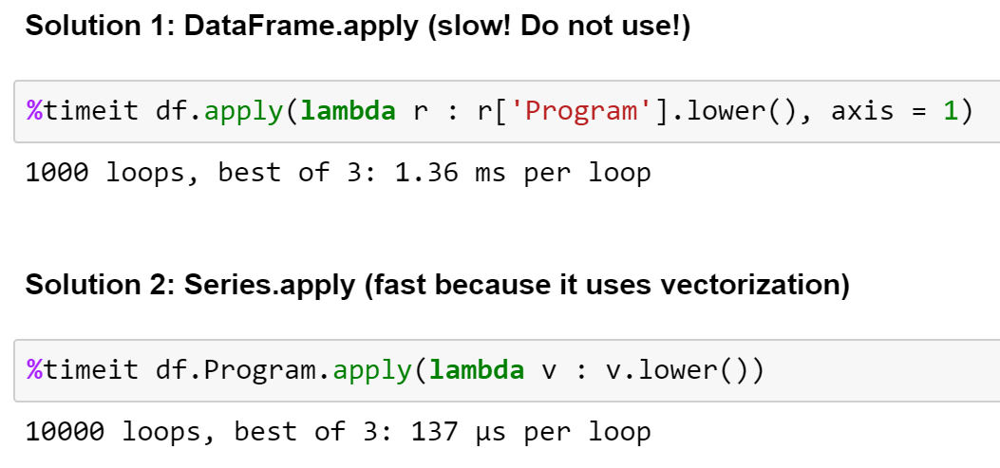 Solution 1: DataFrame.apply (slow! Do not use!)
%timeit df.apply(lambda r : r['Program'].lower(), axis = 1)
1000 loops, best of 3: 1.36 ms per loop
Solution 2: Series.apply (fast because it uses vectorization)
%timeit df.Program.apply(lambda v : v.lower())
10000 loops, best of 3: 137 µs per loop